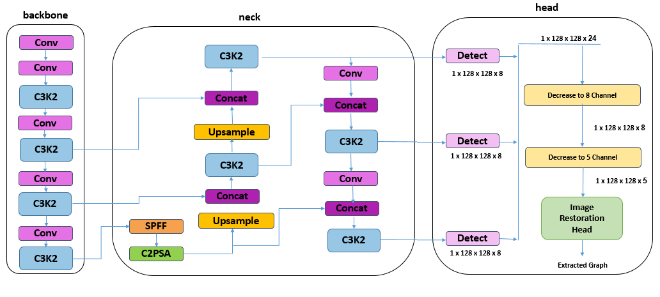 backbone
Conv
Conv
C3K2
Conv
C3K2
Conv
C3K2
Conv
C3K2
neck
C3K2
Concat
Upsample
C3K2
Concat
Upsample
SPFF
C2PSA
Conv
Concat
C3K2
Conv
Concat
C3K2
head
Detect
1 x 128 x 128 x 8
Detect
1 x 128 x 128 x 8
Detect
1 x 128 x 128 x 8
1 x 128 x 128 x 24
Decrease to 8 Channel
1 x 128 x 128 x 8
Decrease to 5 Channel
1 x 128 x 128 x 5
Image
Restoration
Head
Extracted Graph